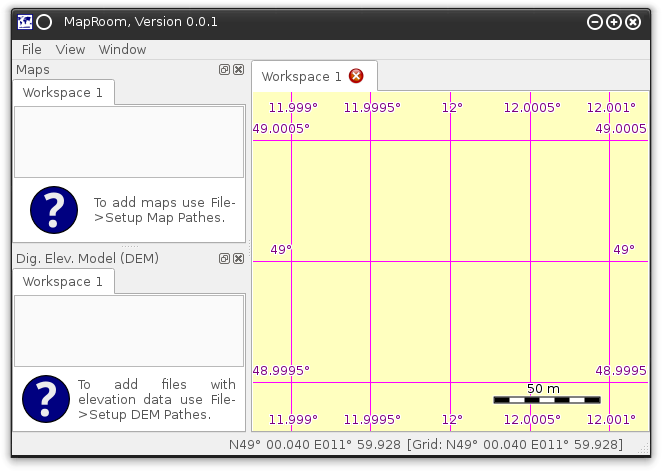 MapRoom, Version 0.0.1
File View Window
Maps
Workspace 1
To add maps use File-
>Setup Map Pathes.
Dig. Elev. Model (DEM)
Workspace 1
To add files with
elevation data use File-
>Setup DEM Pathes.
Workspace 1
11.999° 11.9995° 12° 12.0005° 12.001°
49.0005° 49.0005
49° 49°
48.9995° 48.9995
50 m
11.999° 11.9995° 12° 12.0005° 12.001°
N49° 00.040 E011° 59.928 [Grid: N49° 00.040 E011° 59.928]